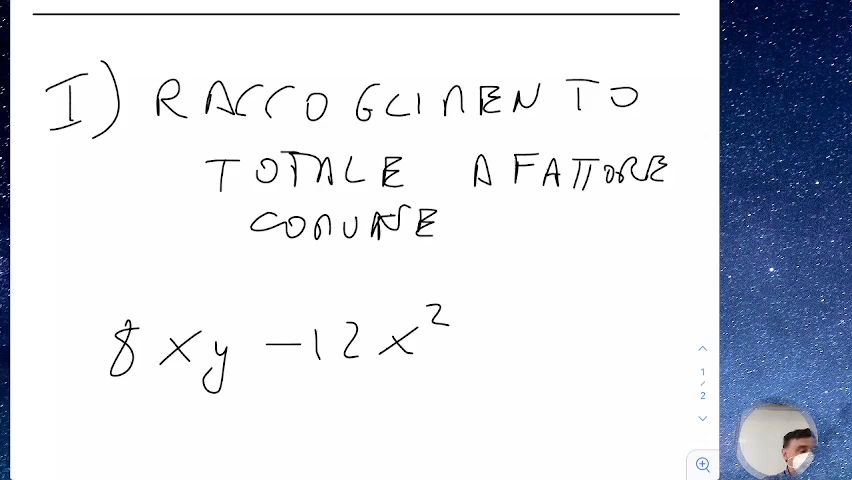 I) RACCOGLIMENTO
TOTALE A FATTORE
COMUNE
8xy -12x²
1
/
2